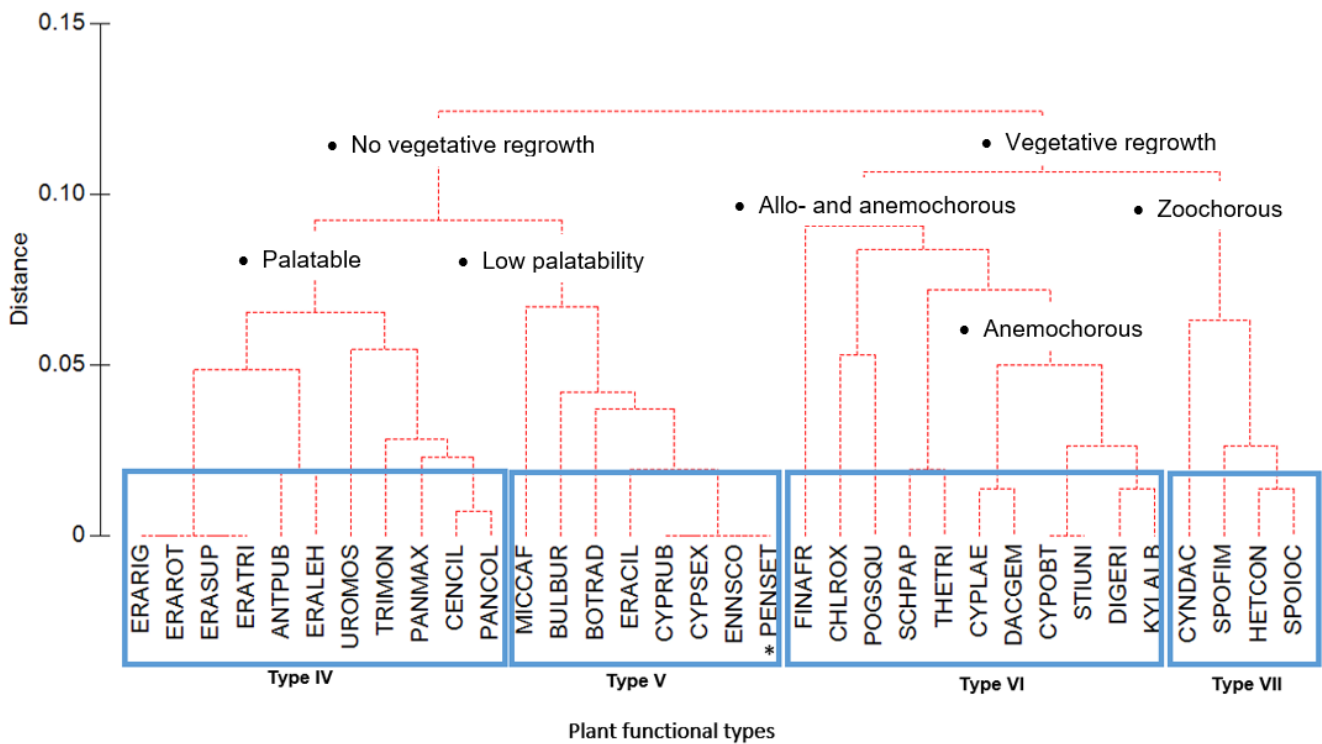 0.15
• No vegetative regrowth
• Vegetative regrowth
0.10
• Allo- and anemochorous
• Zoochorous
Distance
• Palatable
• Low palatability
• Anemochorous
0.05
0
ERARIG
ERAROT
ERASUP
ERATRI
ANTPUB
ERALEH
UROMOS
TRIMON
PANMAX
CENCIL
PANCOL
MICCAF
BULBUR
BOTRAD
ERACIL
CYPRUB
CYPSEX
ENNSCO
* PENSET
FINAFR
CHLROX
POGSQU
SCHPAP
THETRI
CYPLAE
DACGEM
CYPOBT
STIUNI
DIGERI
KYLALB
CYNDAC
SPOFIM
HETCON
SPOIOC
Type IV
Type V
Type VI
Type VII
Plant functional types